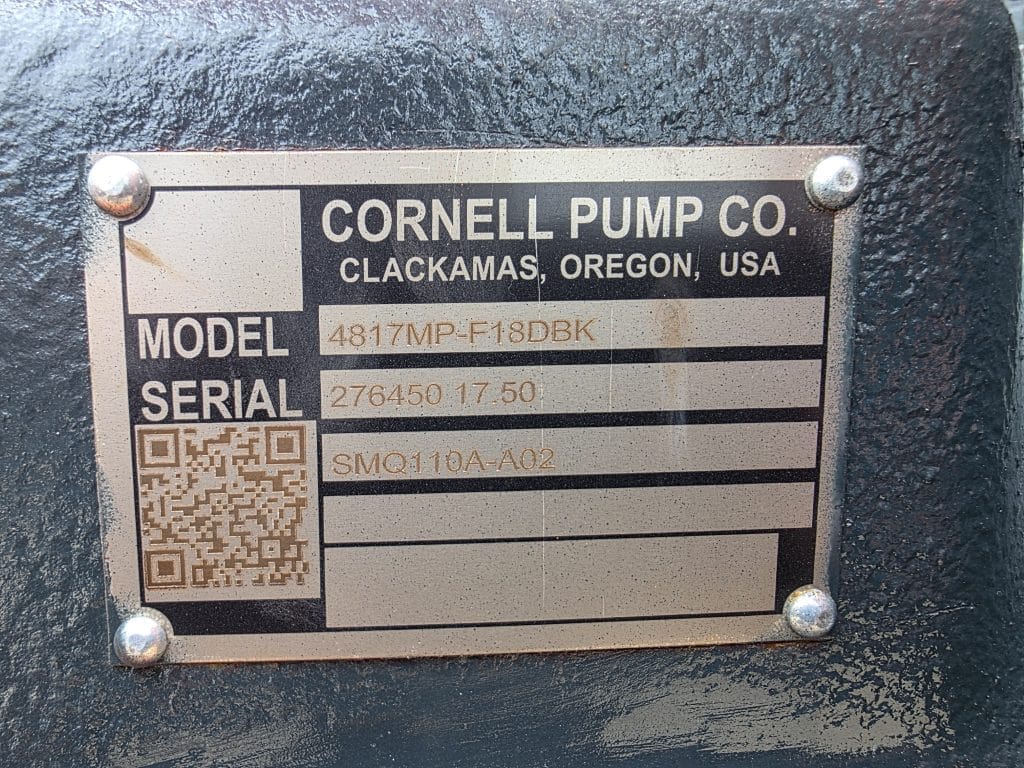 CORNELL PUMP CO.
CLACKAMAS, OREGON, USA
MODEL 4817MP-F18DBK
SERIAL 276450 17.50
SMQ110A-A02